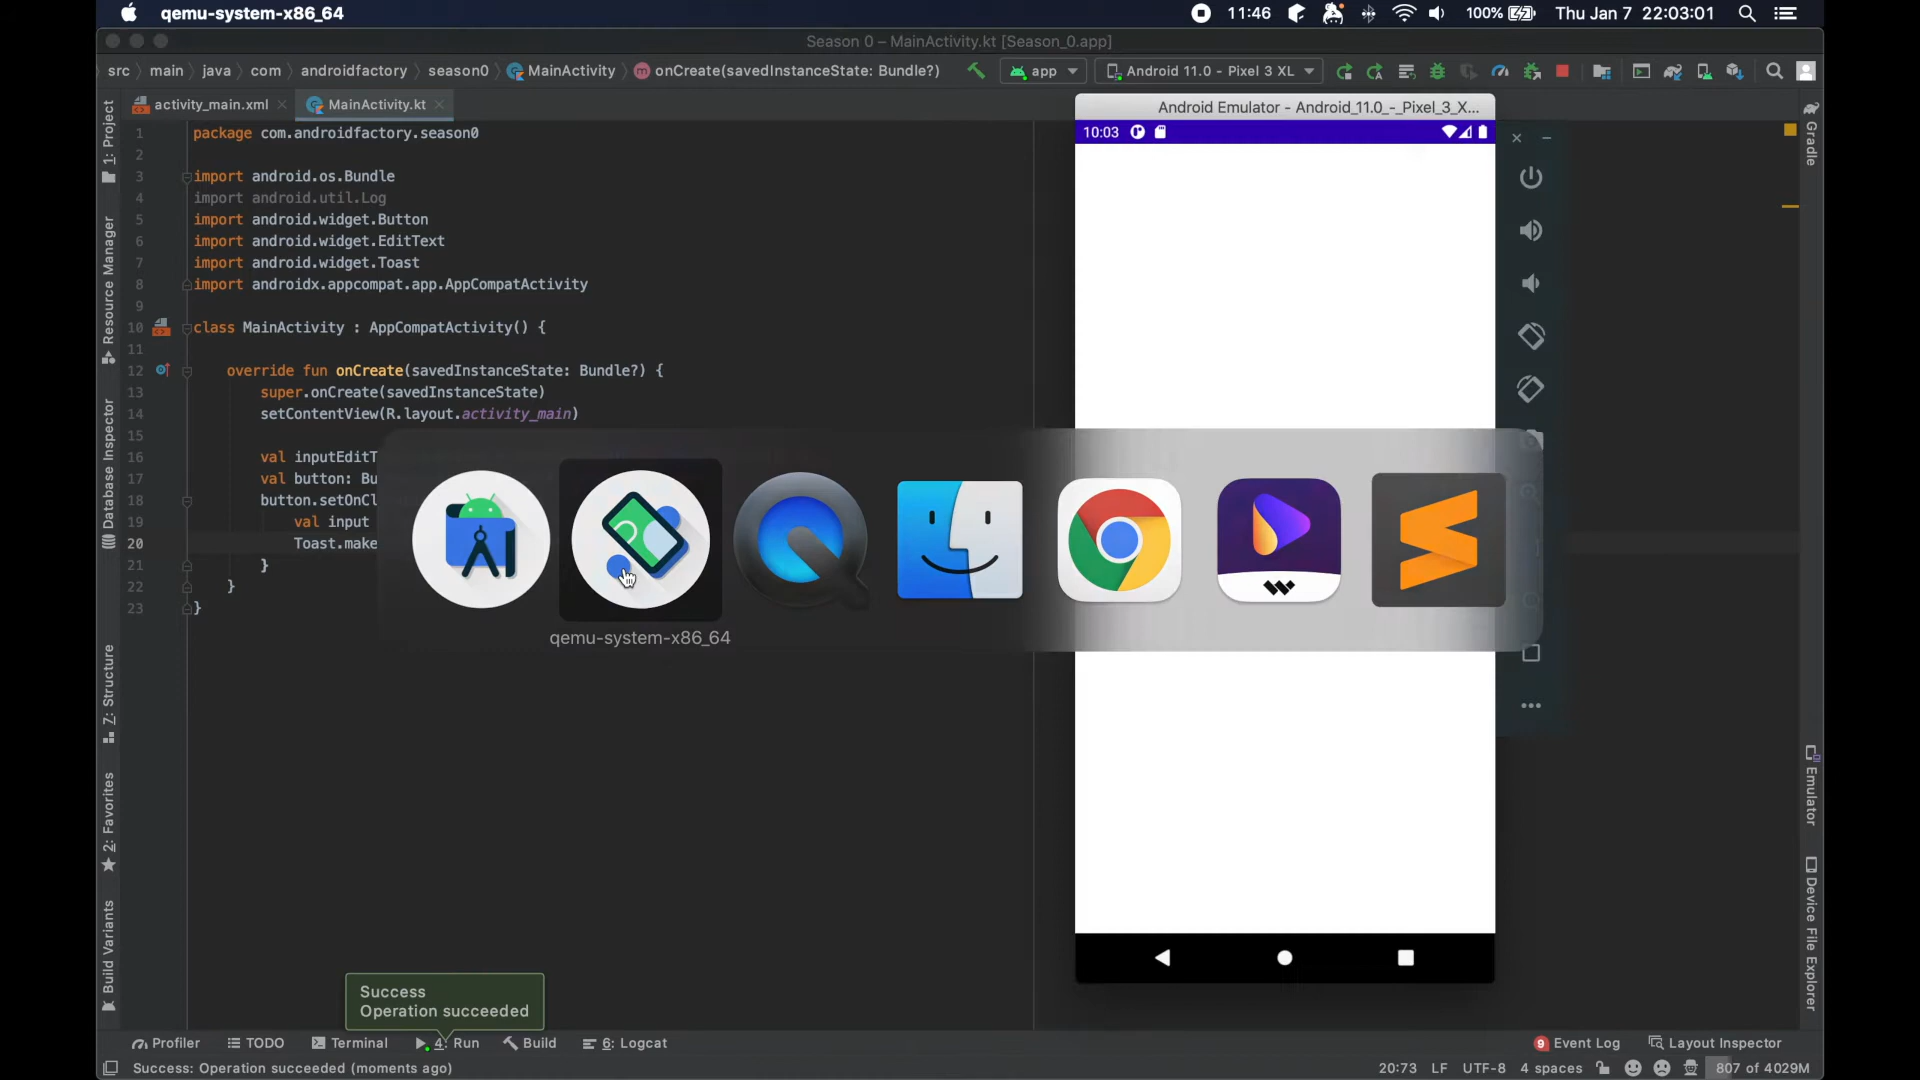 qemu-system-x86_64
11:46
100%
Thu Jan 7 22:03:01
Season 0 – MainActivity.kt [Season_0.app]
src main java com androidfactory season0 MainActivity onCreate(savedInstanceState: Bundle?)
app
Android 11.0 - Pixel 3 XL
activity_main.xml
MainActivity.kt
1 package com.androidfactory.season0
2
3 import android.os.Bundle
4 import android.util.Log
5 import android.widget.Button
6 import android.widget.EditText
7 import android.widget.Toast
8 import androidx.appcompat.app.AppCompatActivity
9
10 class MainActivity : AppCompatActivity() {
11
12 override fun onCreate(savedInstanceState: Bundle?) {
13 super.onCreate(savedInstanceState)
14 setContentView(R.layout.activity_main)
15
16 val inputEditT
17 val button: Bu
18 button.setOnCl
19 val input
20 Toast.make
21 }
22 }
23 }
Android Emulator - Android_11.0_-_Pixel_3_X...
10:03
qemu-system-x86_64
1: Project
Resource Manager
Database Inspector
Z: Structure
2: Favorites
Build Variants
Gradle
Emulator
Device File Explorer
Success
Operation succeeded
Profiler
TODO
Terminal
4: Run
Build
6: Logcat
9 Event Log
Layout Inspector
Success: Operation succeeded (moments ago)
20:73 LF UTF-8 4 spaces
807 of 4029M